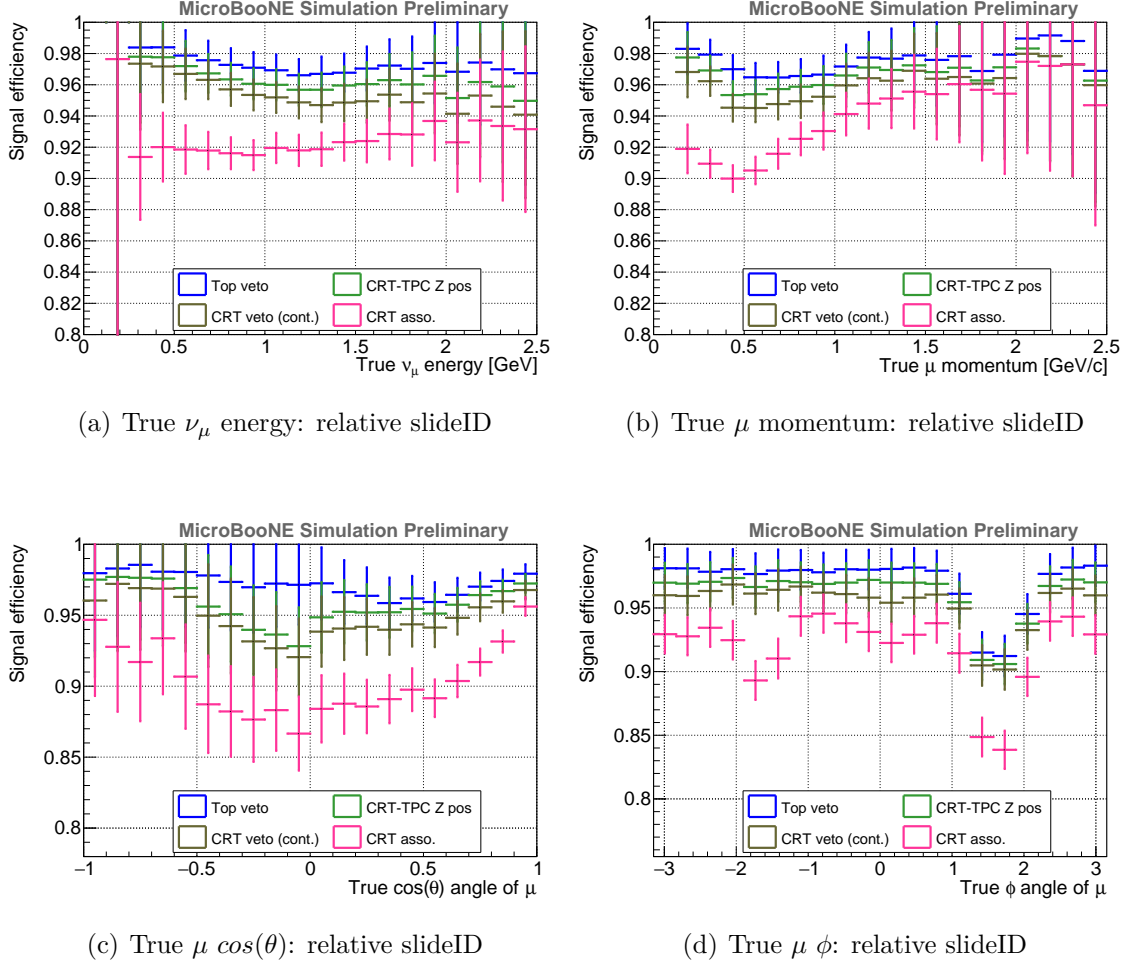 MicroBooNE Simulation Preliminary
Signal efficiency
1
0.98
0.96
0.94
0.92
0.9
0.88
0.86
0.84
0.82
0.8
Top veto
CRT-TPC Z pos
CRT veto (cont.)
CRT asso.
0 0.5 1 1.5 2 2.5
True ν_μ energy [GeV]
(a) True ν_μ energy: relative slideID
MicroBooNE Simulation Preliminary
Signal efficiency
1
0.98
0.96
0.94
0.92
0.9
0.88
0.86
0.84
0.82
0.8
Top veto
CRT-TPC Z pos
CRT veto (cont.)
CRT asso.
0 0.5 1 1.5 2 2.5
True μ momentum [GeV/c]
(b) True μ momentum: relative slideID
MicroBooNE Simulation Preliminary
Signal efficiency
1
0.95
0.9
0.85
0.8
Top veto
CRT-TPC Z pos
CRT veto (cont.)
CRT asso.
−1 −0.5 0 0.5 1
True cos(θ) angle of μ
(c) True μ cos(θ): relative slideID
MicroBooNE Simulation Preliminary
Signal efficiency
1
0.95
0.9
0.85
0.8
Top veto
CRT-TPC Z pos
CRT veto (cont.)
CRT asso.
−3 −2 −1 0 1 2 3
True ϕ angle of μ
(d) True μ ϕ: relative slideID